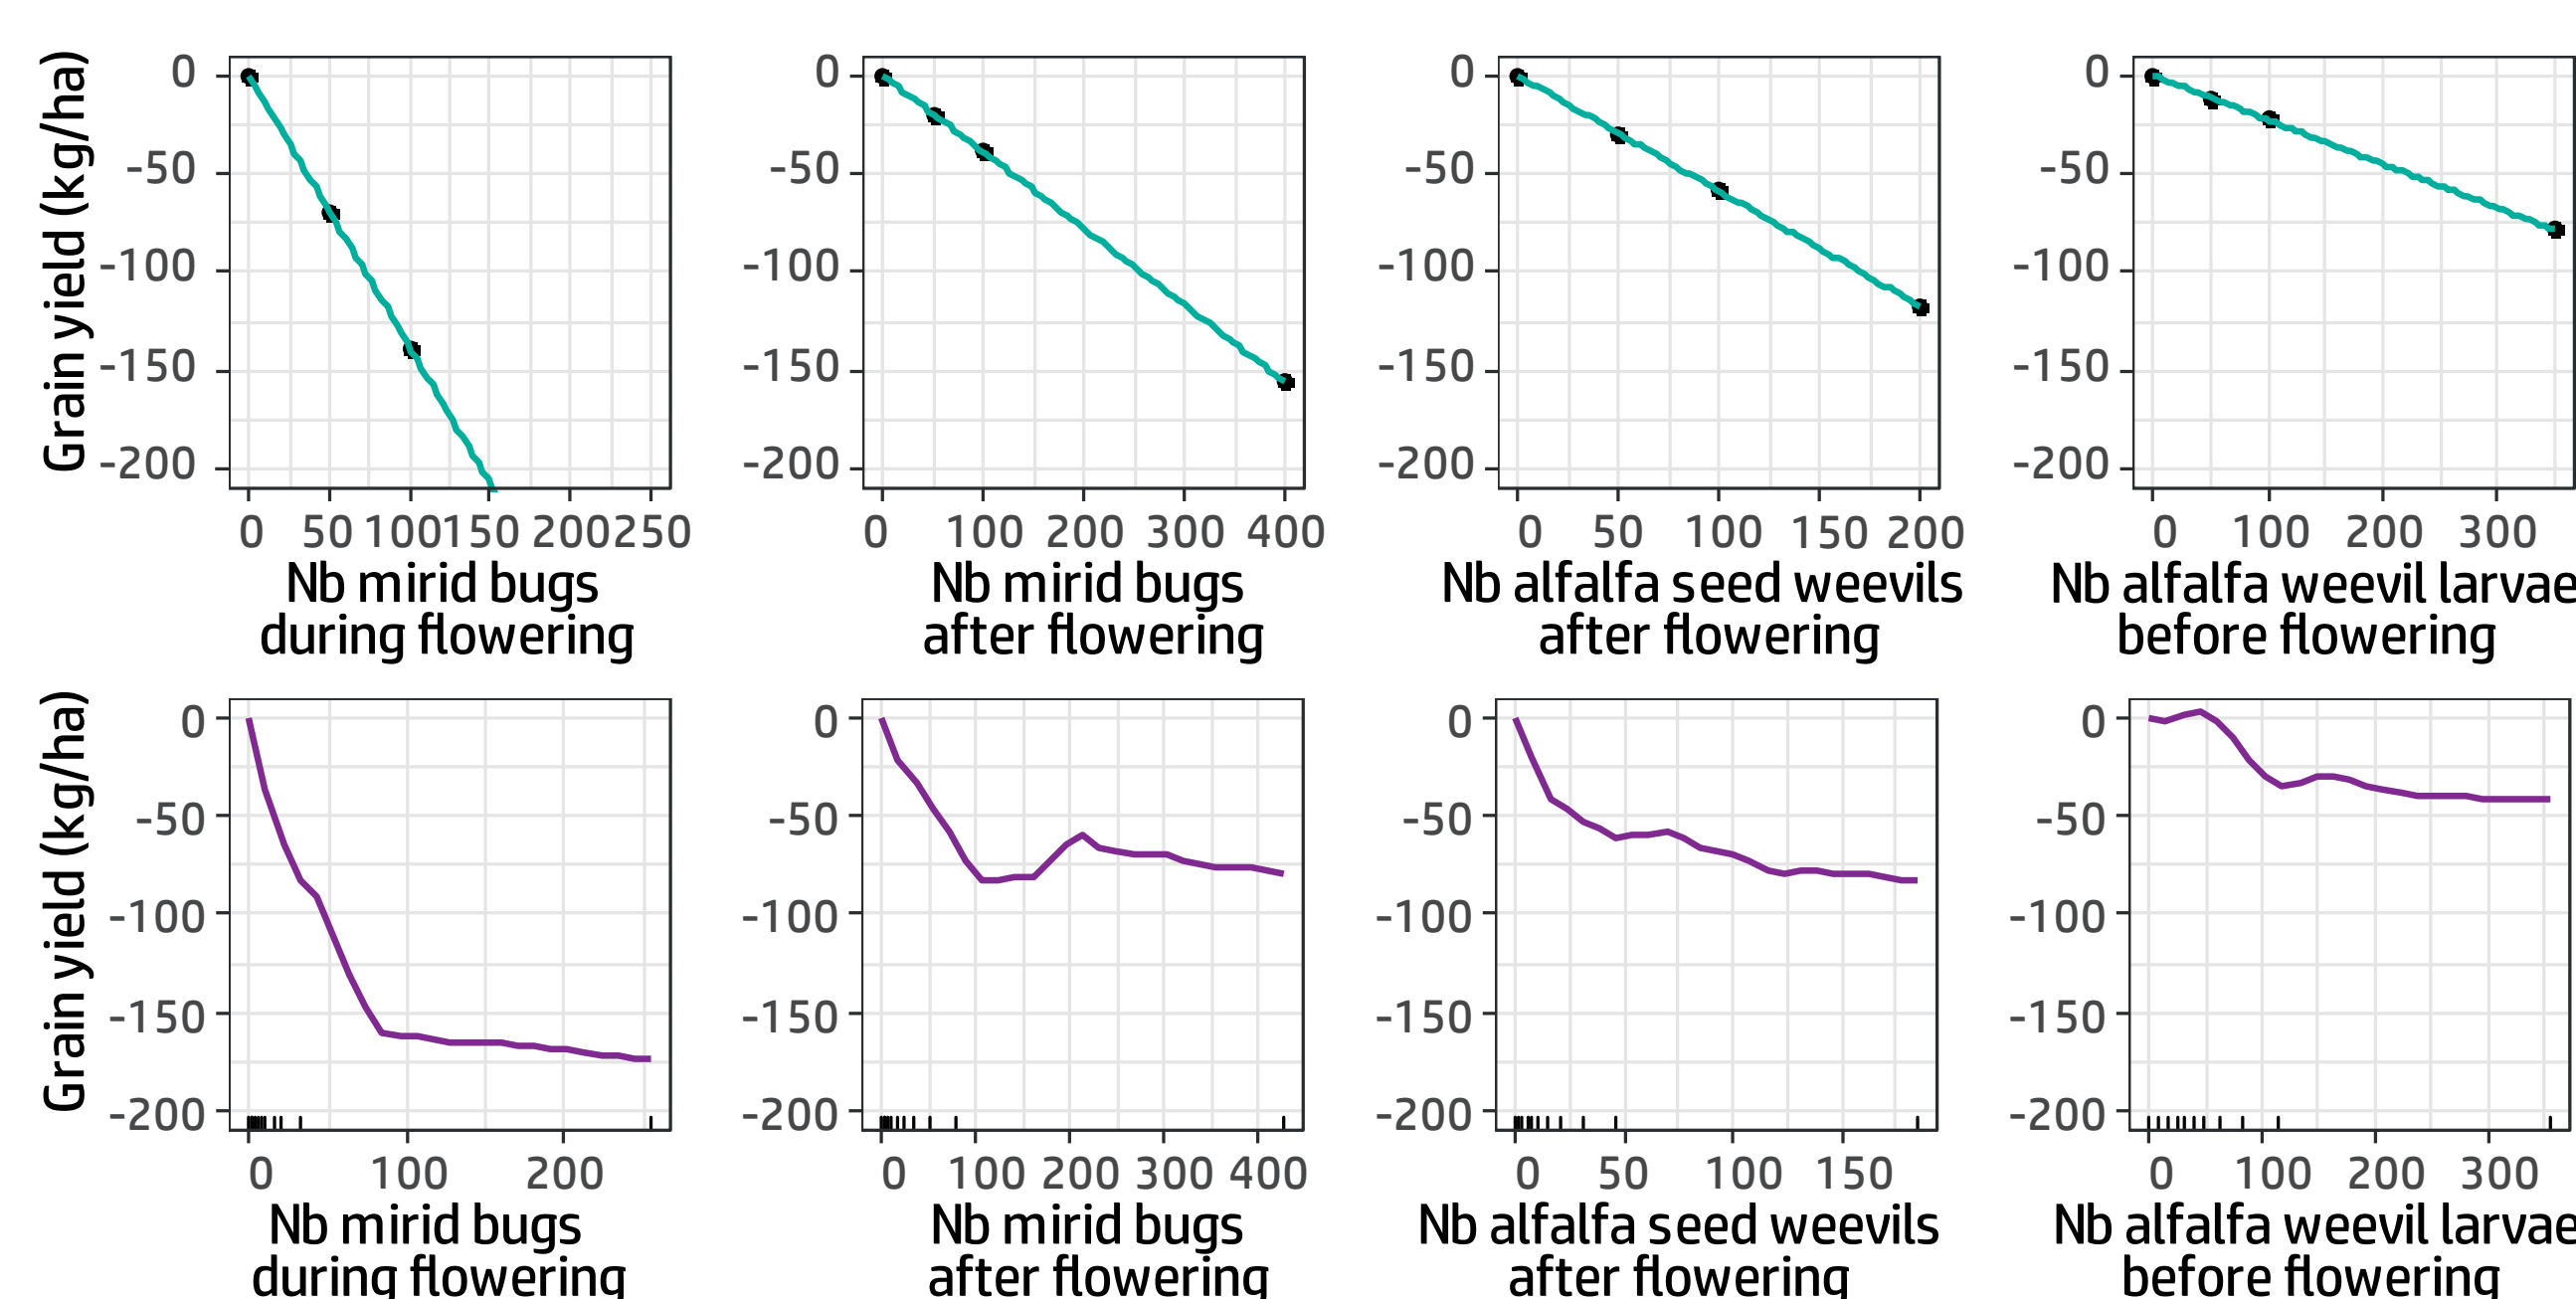 Grain yield (kg/ha)
0
-50
-100
-150
-200
0 50 100 150 200 250
Nb mirid bugs
during flowering
0
-50
-100
-150
-200
0 100 200 300 400
Nb mirid bugs
after flowering
0
-50
-100
-150
-200
0 50 100 150 200
Nb alfalfa seed weevils
after flowering
0
-50
-100
-150
-200
0 100 200 300
Nb alfalfa weevil larvae
before flowering
Grain yield (kg/ha)
0
-50
-100
-150
-200
0 100 200
Nb mirid bugs
during flowering
0
-50
-100
-150
-200
0 100 200 300 400
Nb mirid bugs
after flowering
0
-50
-100
-150
-200
0 50 100 150
Nb alfalfa seed weevils
after flowering
0
-50
-100
-150
-200
0 100 200 300
Nb alfalfa weevil larvae
before flowering